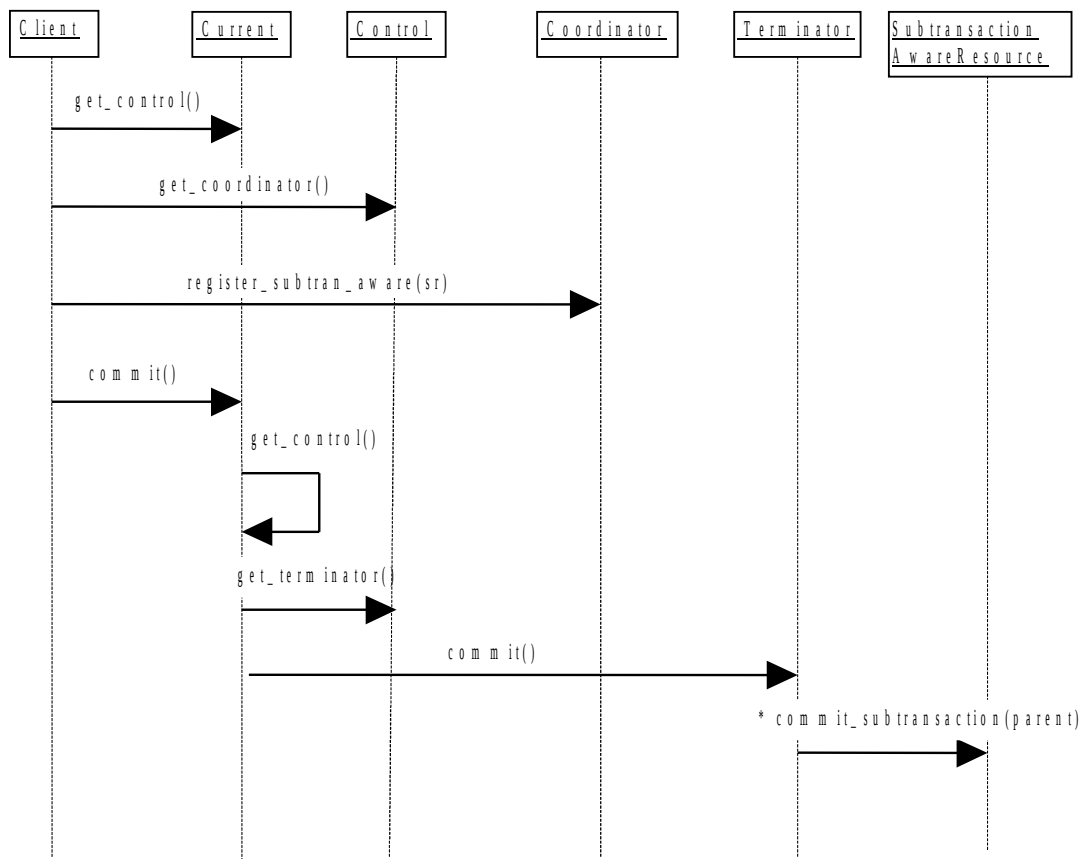 Client
Current
Control
Coordinator
Terminator
Subtransaction
AwareResource
get_control()
get_coordinator()
register_subtran_aware(sr)
commit()
get_control()
get_terminator()
commit()
* commit_subtransaction(parent)